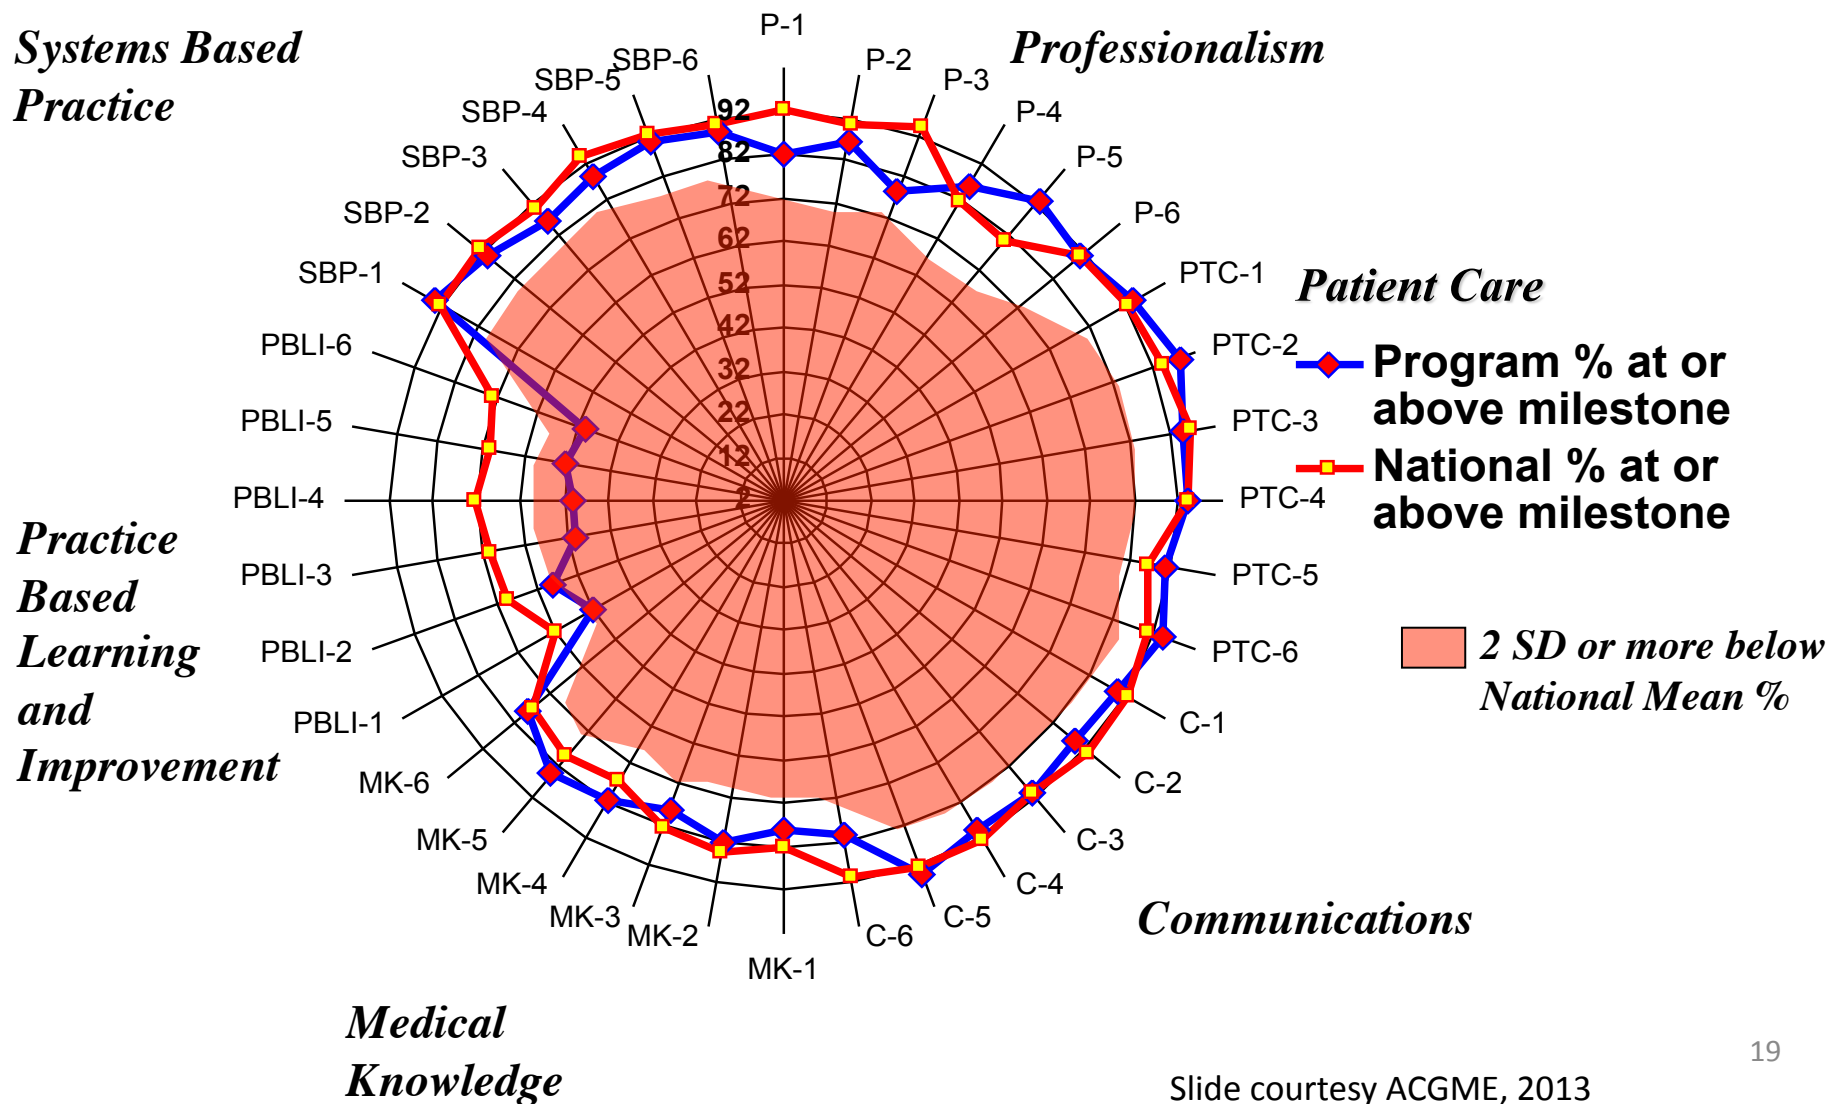 Systems Based
Practice
Professionalism
Patient Care
Program % at or
above milestone
National % at or
above milestone
2 SD or more below
National Mean %
Communications
Medical
Knowledge
Practice
Based
Learning
and
Improvement
P-1
P-2
P-3
P-4
P-5
P-6
PTC-1
PTC-2
PTC-3
PTC-4
PTC-5
PTC-6
C-1
C-2
C-3
C-4
C-5
C-6
MK-1
MK-2
MK-3
MK-4
MK-5
MK-6
PBLI-1
PBLI-2
PBLI-3
PBLI-4
PBLI-5
PBLI-6
SBP-1
SBP-2
SBP-3
SBP-4
SBP-5
SBP-6
92
82
72
62
52
42
32
22
12
2
19
Slide courtesy ACGME, 2013